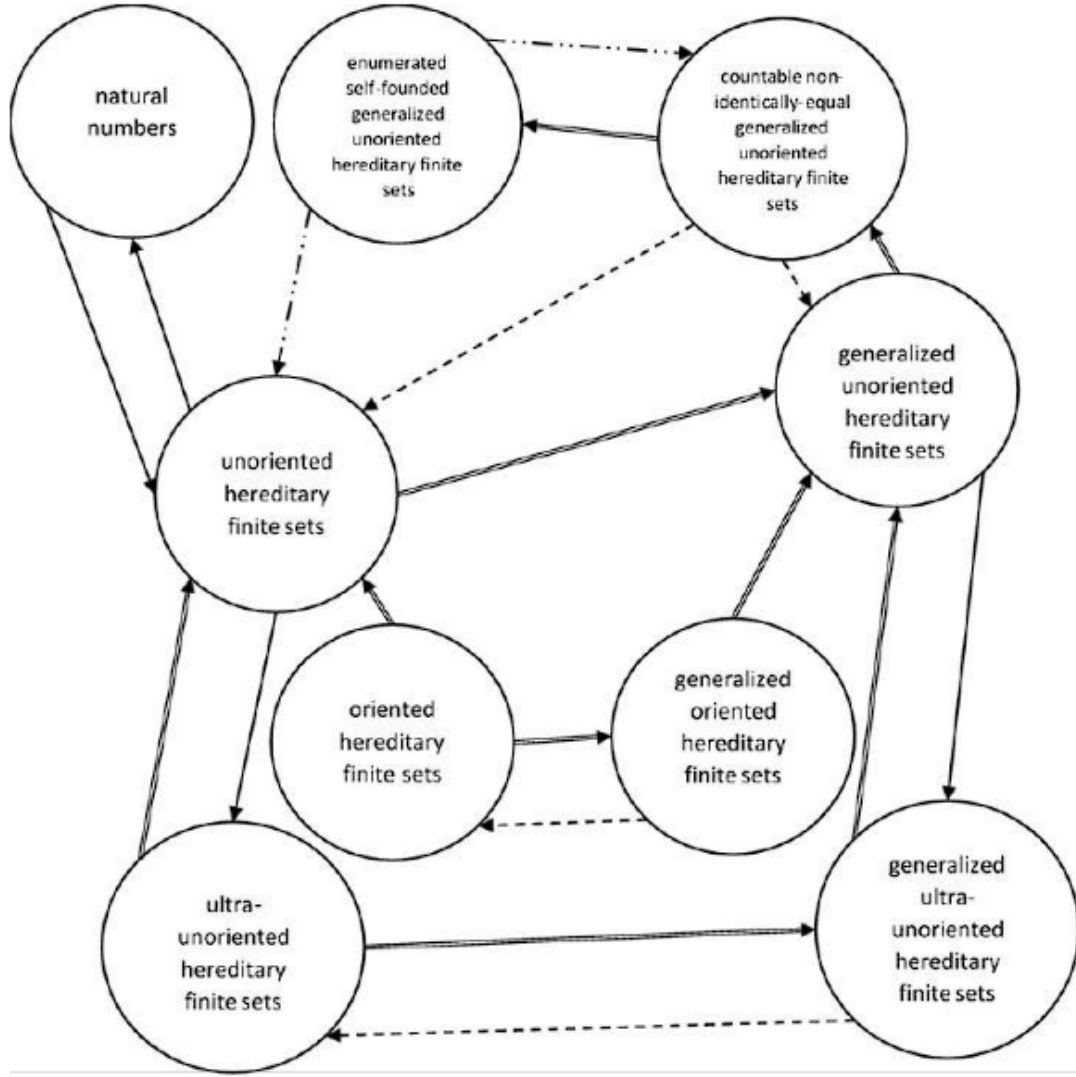 natural
numbers
enumerated
self-founded
generalized
unoriented
hereditary finite
sets
countable non-
identically-equal
generalized
unoriented
hereditary finite
sets
generalized
unoriented
hereditary
finite sets
unoriented
hereditary
finite sets
oriented
hereditary
finite sets
generalized
oriented
hereditary
finite sets
ultra-
unoriented
hereditary
finite sets
generalized
ultra-
unoriented
hereditary
finite sets